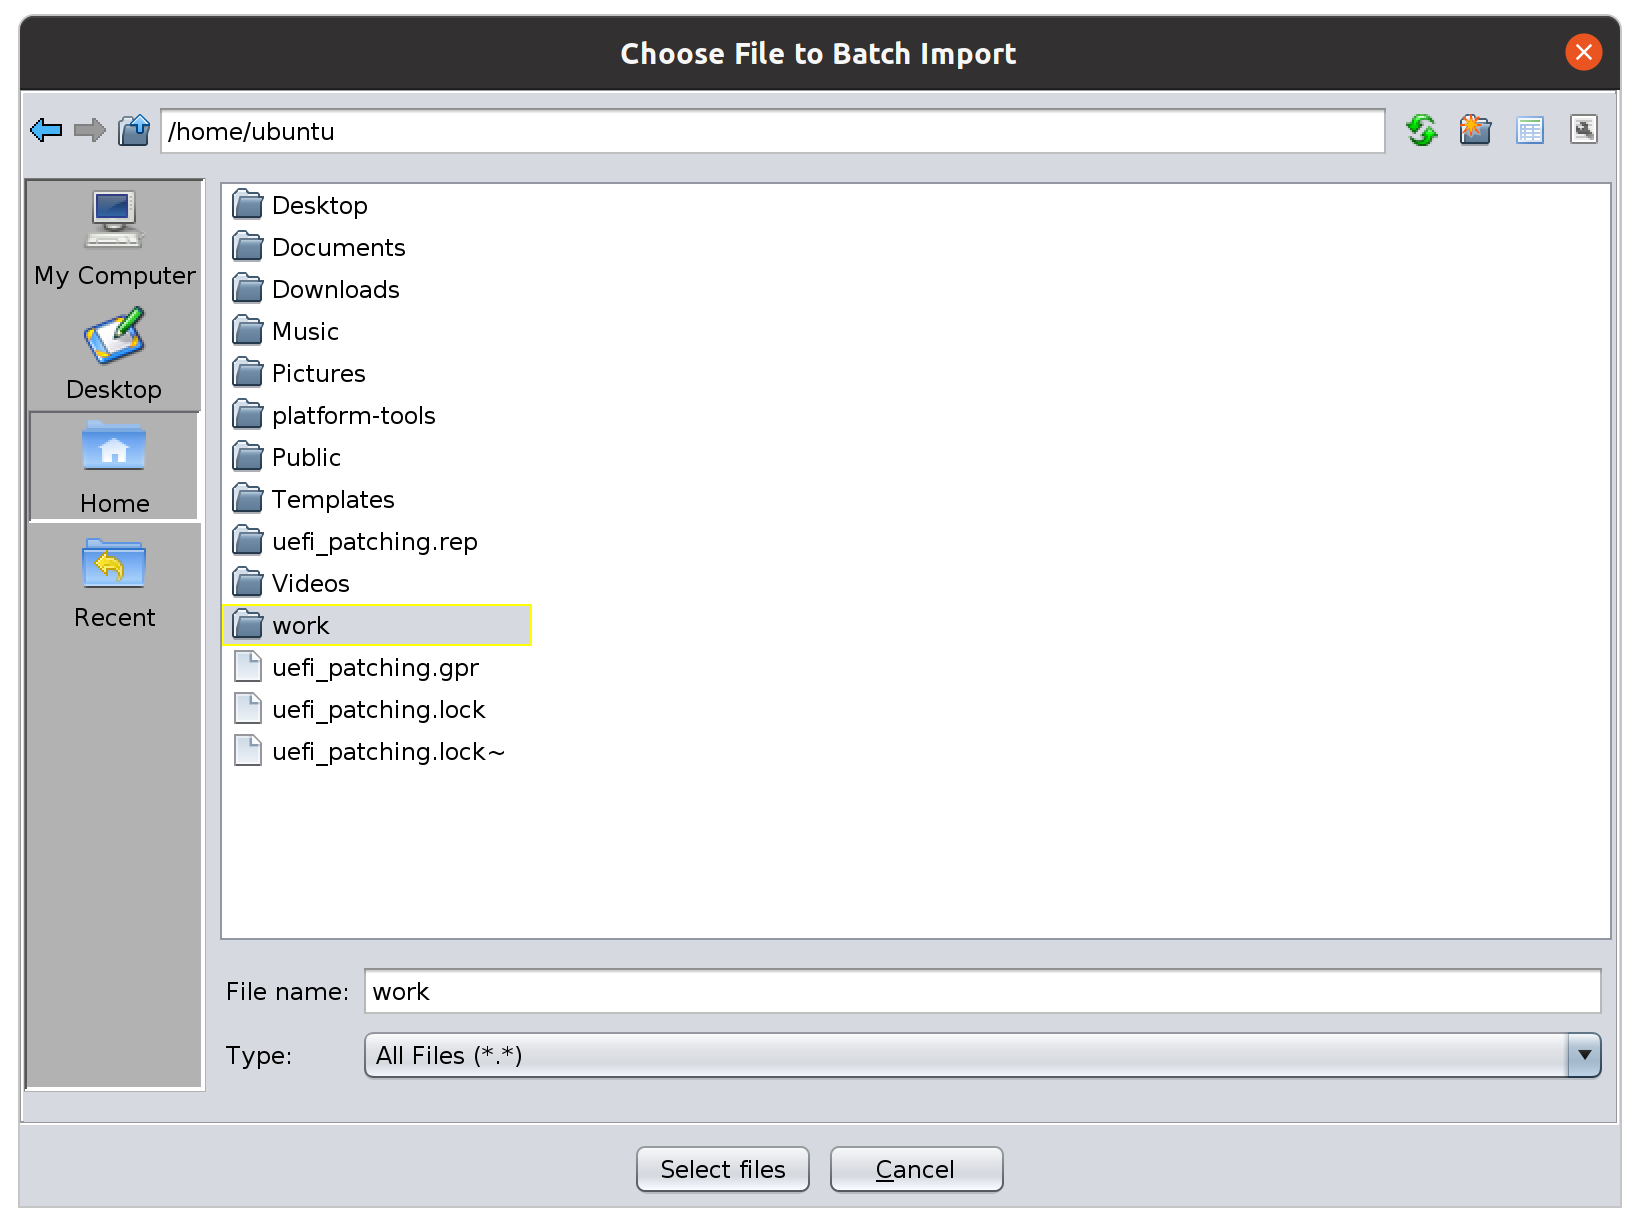 Choose File to Batch Import
/home/ubuntu
My Computer
Desktop
Home
Recent
Desktop
Documents
Downloads
Music
Pictures
platform-tools
Public
Templates
uefi_patching.rep
Videos
work
uefi_patching.gpr
uefi_patching.lock
uefi_patching.lock~
File name: work
Type: All Files (*.*)
Select files Cancel